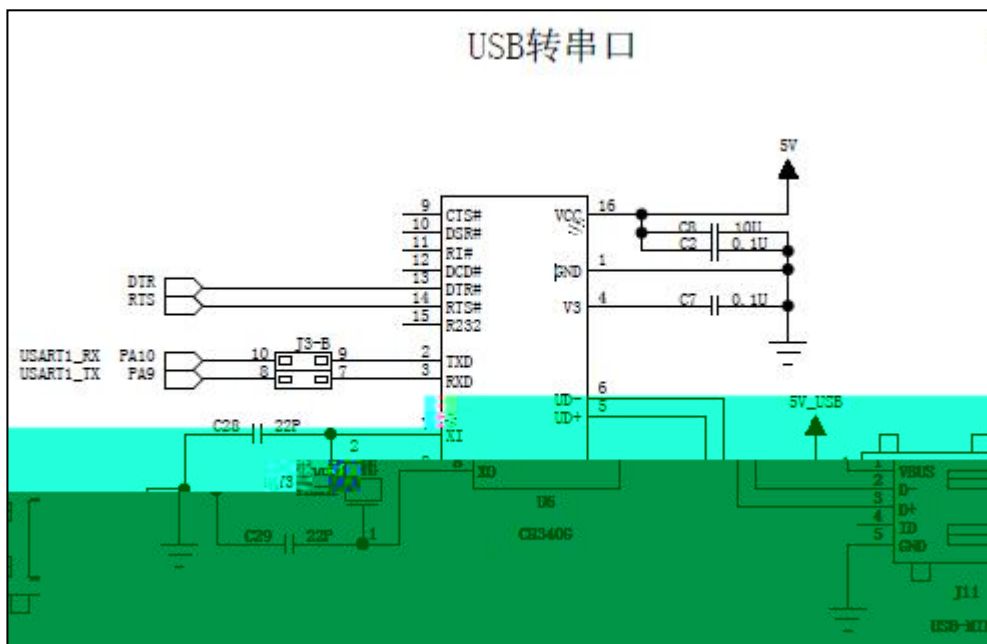 USB转串口
5V
9 CTS# VCC 16
10 DSR# C8 10U
11 RI# C2 0.1U
12 DCD# GND 1
DTR 13 DTR#
RTS 14 RTS# V3 4 C7 0.1U
15 R232
J3-B
USART1_RX PA10 10 9 2 TXD
USART1_TX PA9 8 7 3 RXD
UD- 6
UD+ 5 5V_USB
C28 22P XI
2
XO 1 VBUS
2 D-
U6 3 D+
C29 22P 1 CH340G 4 ID
5 GND
J11